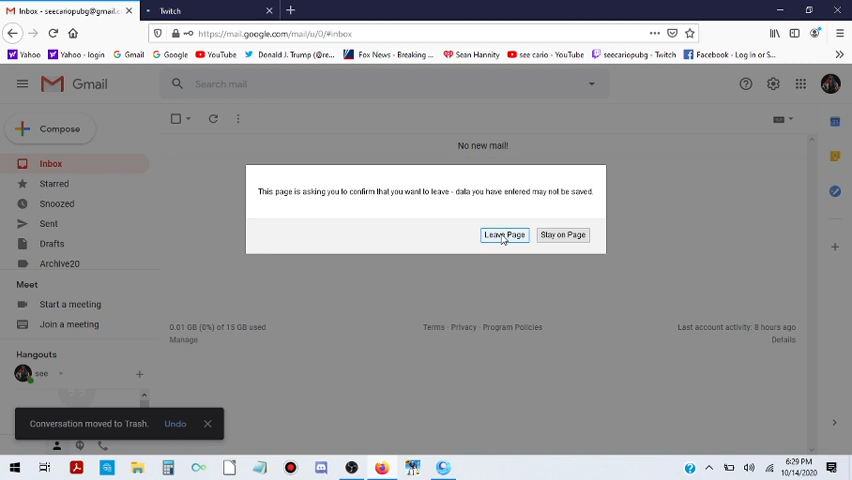 Inbox - seecariopubg@gmail.c
Twitch
https://mail.google.com/mail/u/0/#inbox
Yahoo
Yahoo - login
Gmail
Google
YouTube
Donald J. Trump (@re...
Fox News - Breaking ...
Sean Hannity
see cario - YouTube
seecariopubg - Twitch
Facebook - Log In or S...
Gmail
Search mail
Compose
No new mail!
Inbox
Starred
Snoozed
Sent
Drafts
Archive20
This page is asking you to confirm that you want to leave - data you have entered may not be saved.
Leave Page
Stay on Page
Meet
Start a meeting
Join a meeting
0.01 GB (0%) of 15 GB used
Manage
Terms · Privacy · Program Policies
Last account activity: 8 hours ago
Details
Hangouts
see
Conversation moved to Trash.
Undo
6:29 PM
10/14/2020